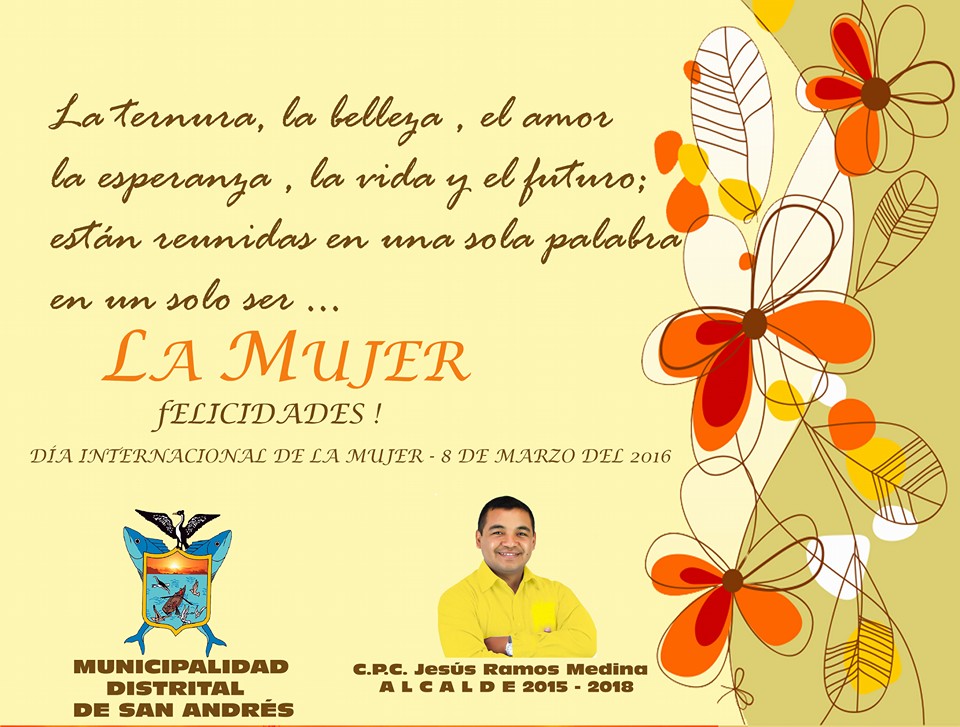 La ternura, la belleza , el amor
la esperanza , la vida y el futuro;
están reunidas en una sola palabra
en un solo ser ...
LA MUJER
fELICIDADES !
DÍA INTERNACIONAL DE LA MUJER - 8 DE MARZO DEL 2016
MUNICIPALIDAD
DISTRITAL
DE SAN ANDRÉS
C.P.C. Jesús Ramos Medina
A L C A L D E 2015 - 2018